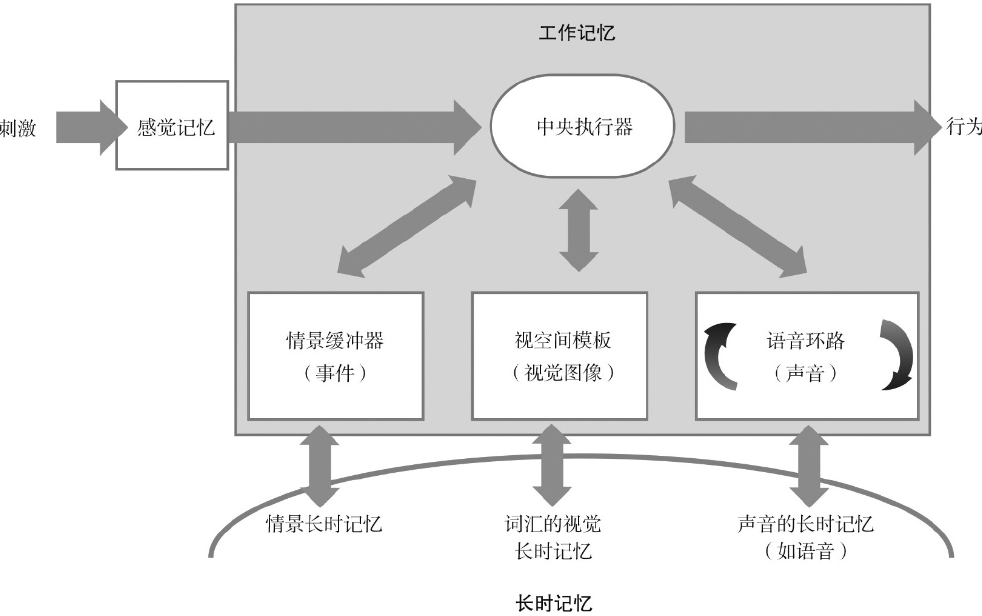 工作记忆
刺激
感觉记忆
中央执行器
行为
情景缓冲器
（事件）
视空间模板
（视觉图像）
语音环路
（声音）
情景长时记忆
词汇的视觉
长时记忆
声音的长时记忆
（如语音）
长时记忆